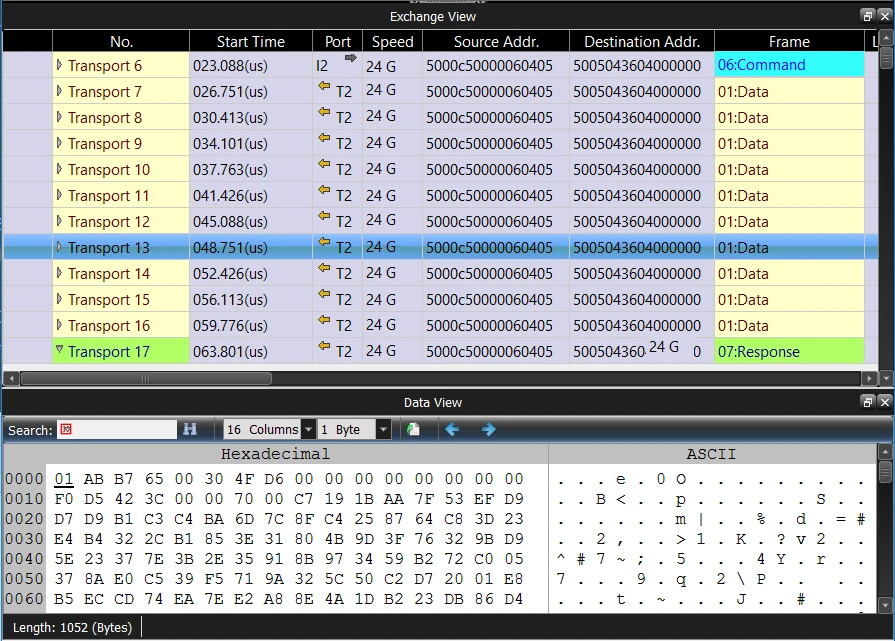 Exchange View
No. Start Time Port Speed Source Addr. Destination Addr. Frame
Transport 6 023.088(us) I2 24 G 5000c50000060405 5005043604000000 06:Command
Transport 7 026.751(us) T2 24 G 5000c50000060405 5005043604000000 01:Data
Transport 8 030.413(us) T2 24 G 5000c50000060405 5005043604000000 01:Data
Transport 9 034.101(us) T2 24 G 5000c50000060405 5005043604000000 01:Data
Transport 10 037.763(us) T2 24 G 5000c50000060405 5005043604000000 01:Data
Transport 11 041.426(us) T2 24 G 5000c50000060405 5005043604000000 01:Data
Transport 12 045.088(us) T2 24 G 5000c50000060405 5005043604000000 01:Data
Transport 13 048.751(us) T2 24 G 5000c50000060405 5005043604000000 01:Data
Transport 14 052.426(us) T2 24 G 5000c50000060405 5005043604000000 01:Data
Transport 15 056.113(us) T2 24 G 5000c50000060405 5005043604000000 01:Data
Transport 16 059.776(us) T2 24 G 5000c50000060405 5005043604000000 01:Data
Transport 17 063.801(us) T2 24 G 5000c50000060405 500504360 24 G 0 07:Response
Data View
Search: 16 Columns 1 Byte
Hexadecimal ASCII
0000 01 AB B7 65 00 30 4F D6 00 00 00 00 00 00 00 00 . . . e . 0 O . . . . . . . . .
0010 F0 D5 42 3C 00 00 70 00 C7 19 1B AA 7F 53 EF D9 . . B < . . p . . . . . . S . .
0020 D7 D9 B1 C3 C4 BA 6D 7C 8F C4 25 87 64 C8 3D 23 . . . . . . m | . . % . d . = #
0030 E4 B4 32 2C B1 85 3E 31 80 4B 9D 3F 76 32 9B D9 . . 2 , . . > 1 . K . ? v 2 . .
0040 5E 23 37 7E 3B 2E 35 91 8B 97 34 59 B2 72 C0 05 ^ # 7 ~ ; . 5 . . . 4 Y . r . .
0050 37 8A E0 C5 39 F5 71 9A 32 5C 50 C2 D7 20 01 E8 7 . . . 9 . q . 2 \ P . . . .
0060 B5 EC CD 74 EA 7E E2 A8 8E 4A 1D B2 23 DB 86 D4 . . . t . ~ . . . J . . # . . .
Length: 1052 (Bytes)